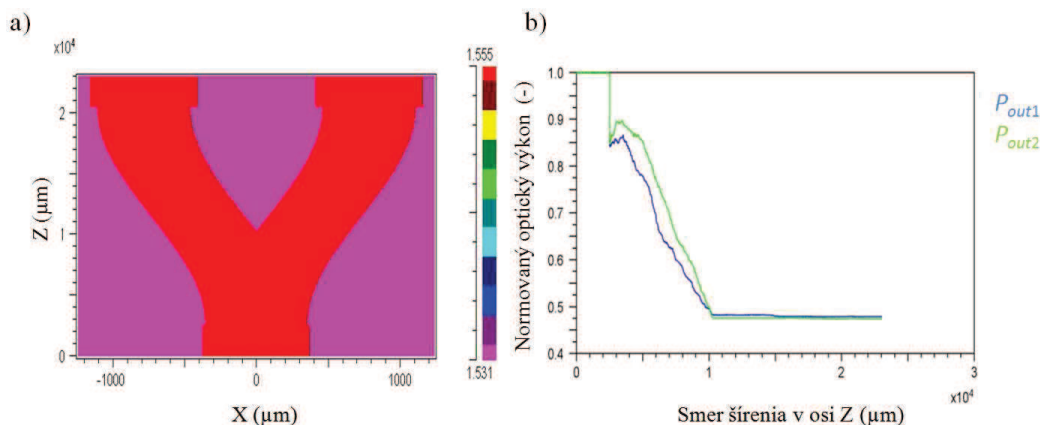 a)
x10⁴
Z (µm)
2
1
0
-1000
0
1000
X (µm)
1.555
1.531
b)
Normovaný optický výkon (-)
1.0
0.9
0.8
0.7
0.6
0.5
0.4
0
1
2
3
x10⁴
Smer šírenia v osi Z (µm)
Pout1
Pout2